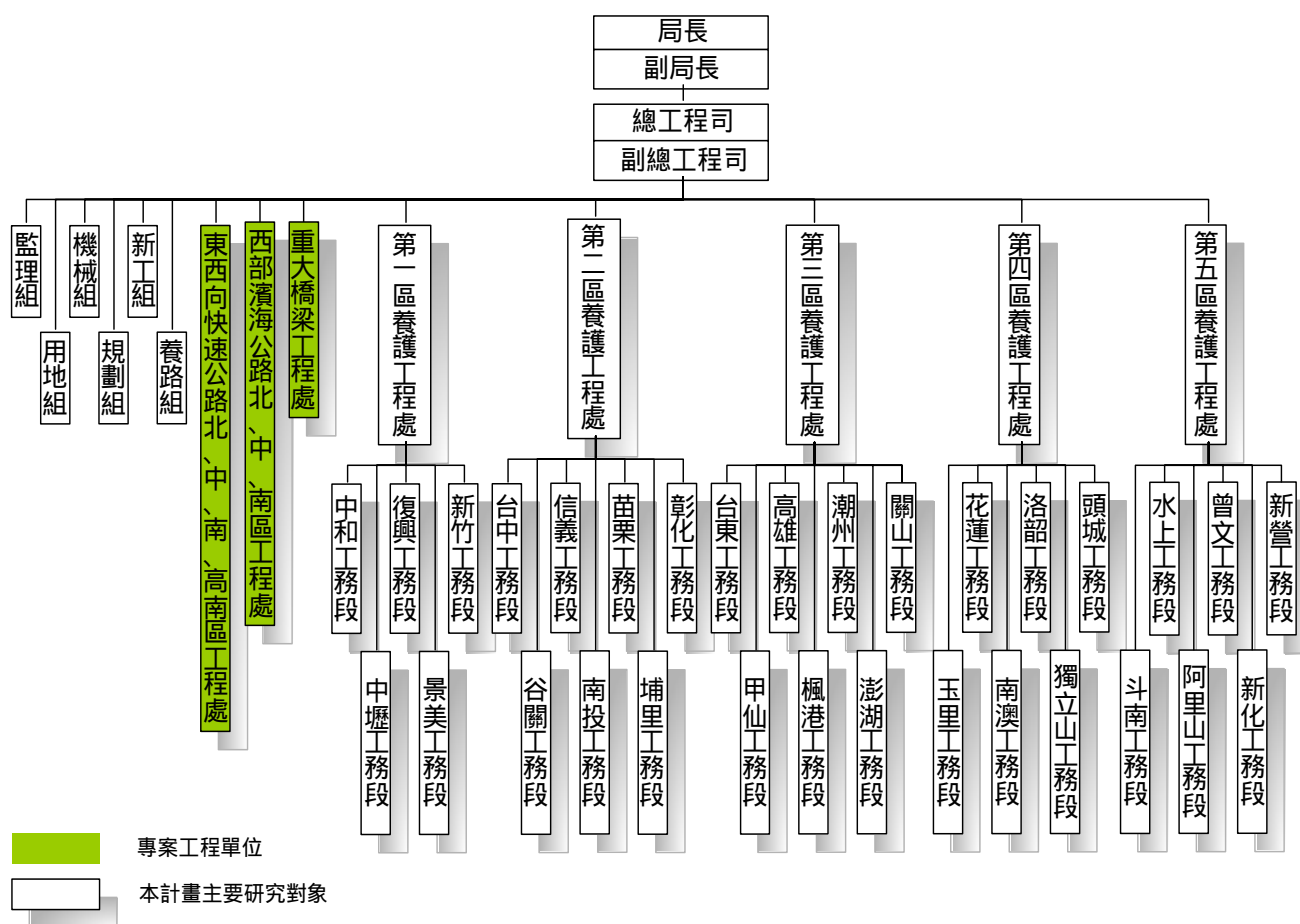 局長
副局長
總工程司
副總工程司
監理組
機械組
新工組
用地組
規劃組
養路組
東西向快速公路北、中、南、高南區工程處
西部濱海公路北、中、南區工程處
重大橋梁工程處
第一區養護工程處
第二區養護工程處
第三區養護工程處
第四區養護工程處
第五區養護工程處
中和工務段
復興工務段
新竹工務段
台中工務段
信義工務段
苗栗工務段
彰化工務段
台東工務段
高雄工務段
潮州工務段
關山工務段
花蓮工務段
洛韶工務段
頭城工務段
水上工務段
曾文工務段
新營工務段
中壢工務段
景美工務段
谷關工務段
南投工務段
埔里工務段
甲仙工務段
楓港工務段
澎湖工務段
玉里工務段
南澳工務段
獨立山工務段
斗南工務段
阿里山工務段
新化工務段
專案工程單位
本計畫主要研究對象